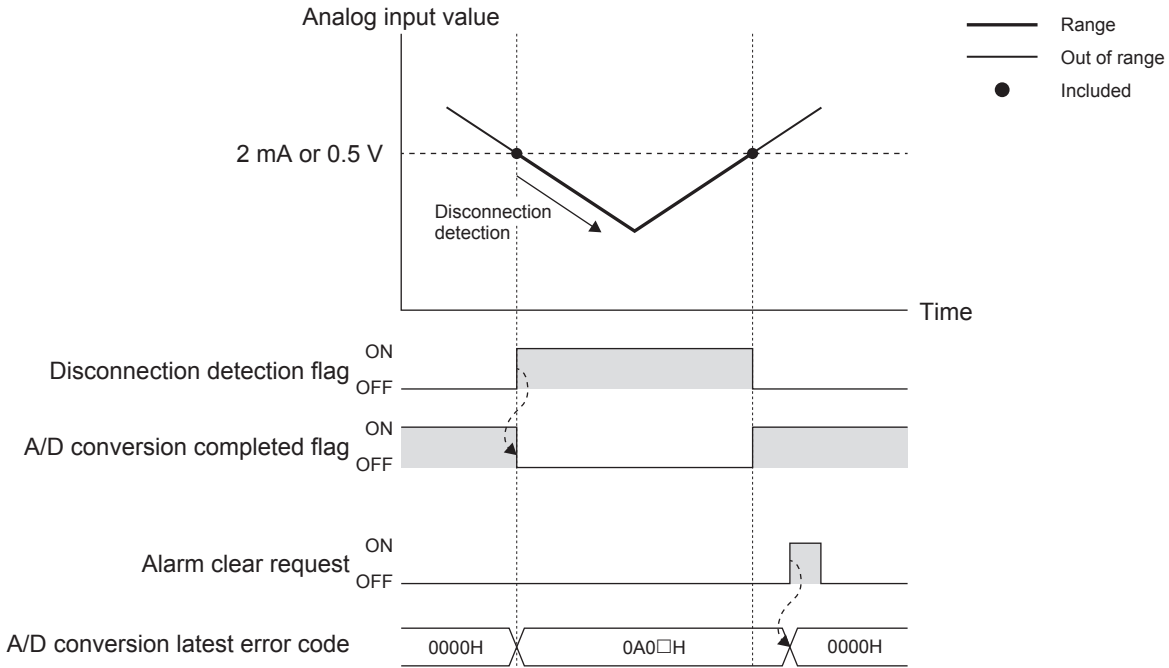 Analog input value
Range
Out of range
Included
2 mA or 0.5 V
Disconnection
detection
Time
ON
Disconnection detection flag
OFF
ON
A/D conversion completed flag
OFF
ON
Alarm clear request
OFF
A/D conversion latest error code
0000H
0A0□H
0000H